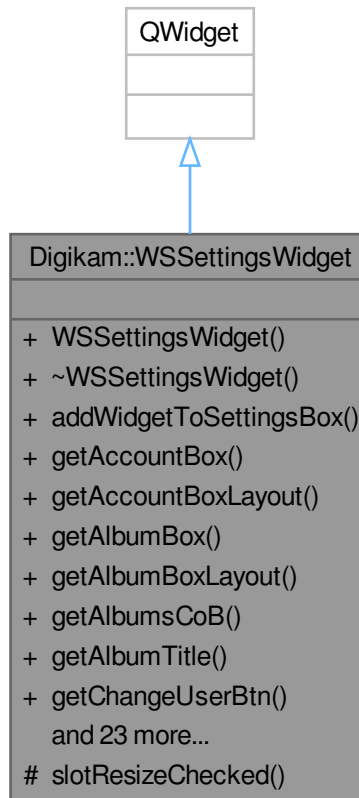 QWidget
Digikam::WSSettingsWidget
+ WSSettingsWidget()
+ ~WSSettingsWidget()
+ addWidgetToSettingsBox()
+ getAccountBox()
+ getAccountBoxLayout()
+ getAlbumBox()
+ getAlbumBoxLayout()
+ getAlbumsCoB()
+ getAlbumTitle()
+ getChangeUserBtn()
and 23 more...
# slotResizeChecked()